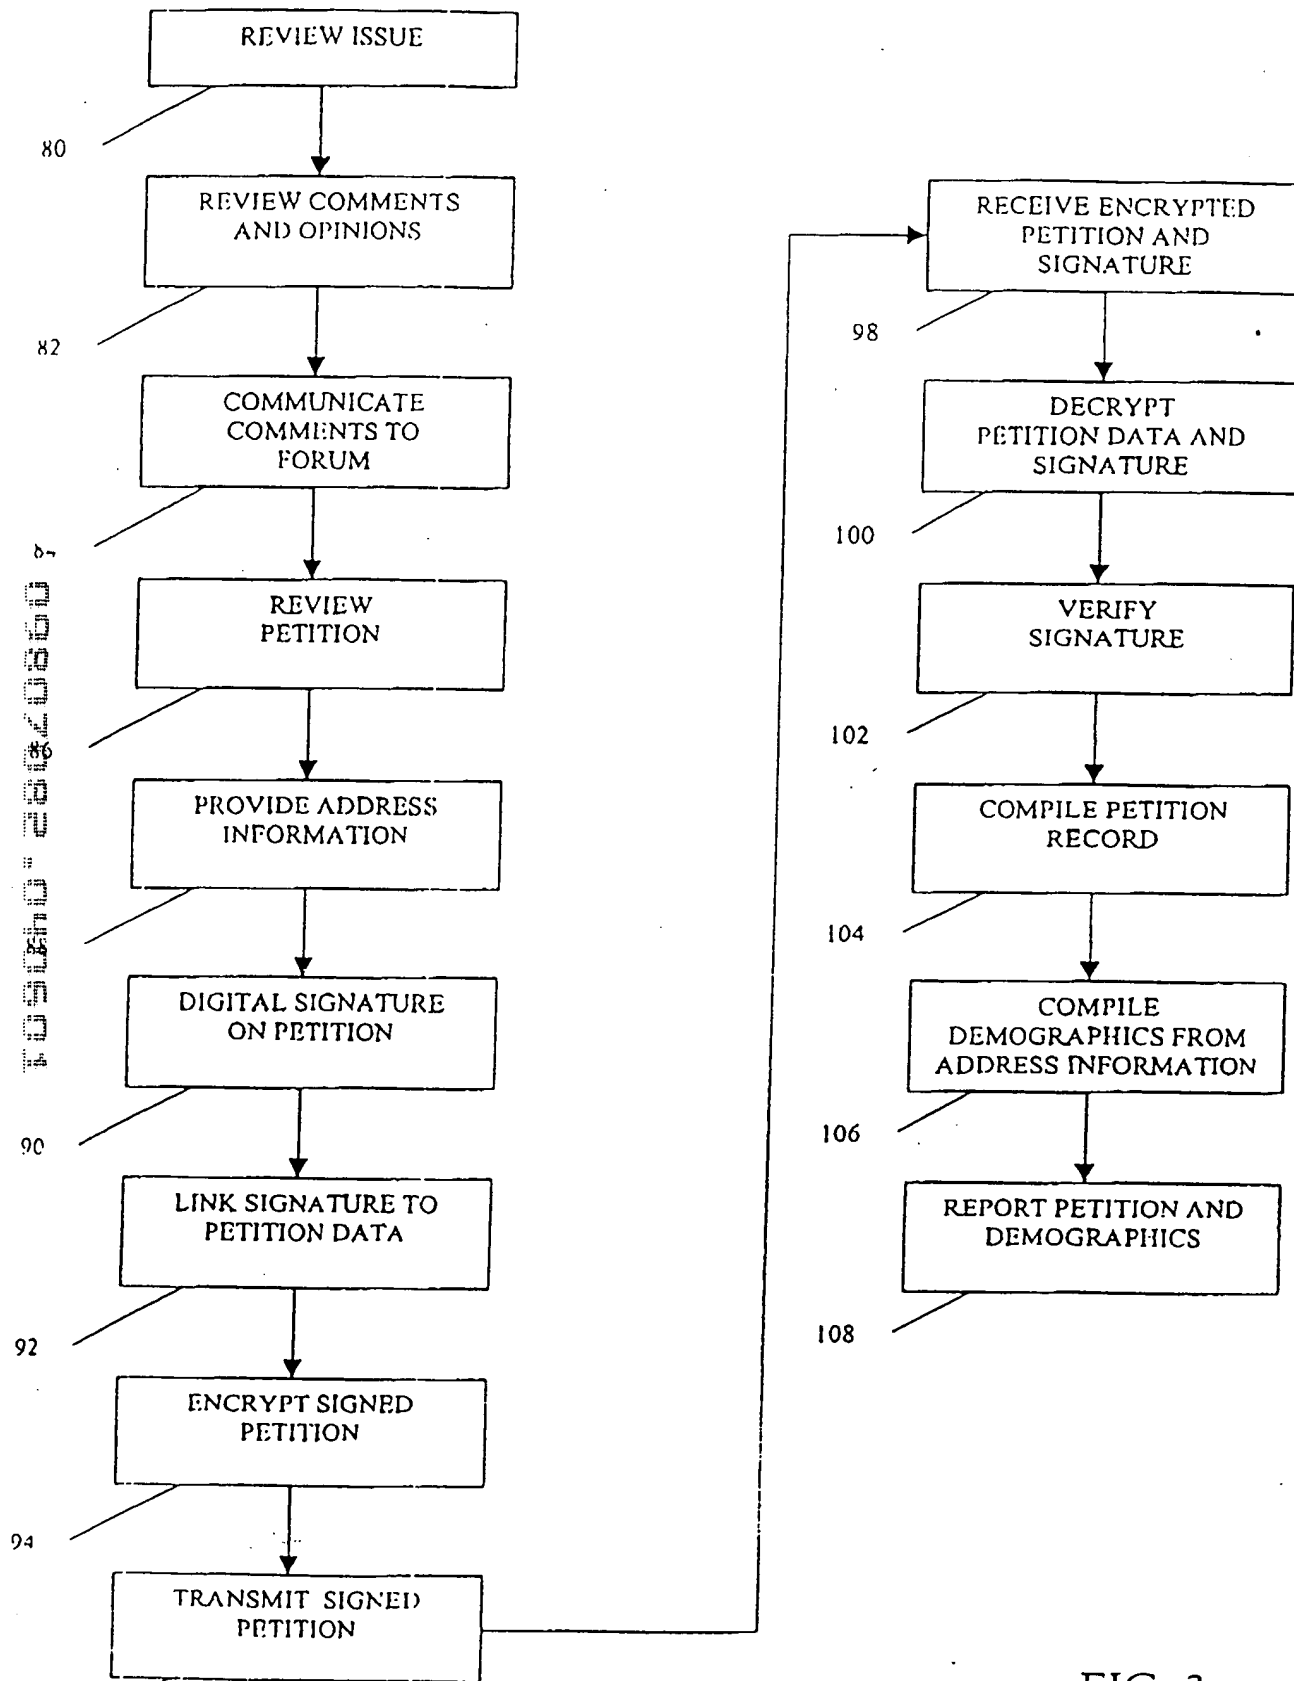 REVIEW ISSUE
80
REVIEW COMMENTS
AND OPINIONS
82
COMMUNICATE
COMMENTS TO
FORUM
REVIEW
PETITION
86
PROVIDE ADDRESS
INFORMATION
DIGITAL SIGNATURE
ON PETITION
90
LINK SIGNATURE TO
PETITION DATA
92
ENCRYPT SIGNED
PETITION
94
TRANSMIT SIGNED
PETITION
RECEIVE ENCRYPTED
PETITION AND
SIGNATURE
98
DECRYPT
PETITION DATA AND
SIGNATURE
100
VERIFY
SIGNATURE
102
COMPILE PETITION
RECORD
104
COMPILE
DEMOGRAPHICS FROM
ADDRESS INFORMATION
106
REPORT PETITION AND
DEMOGRAPHICS
108